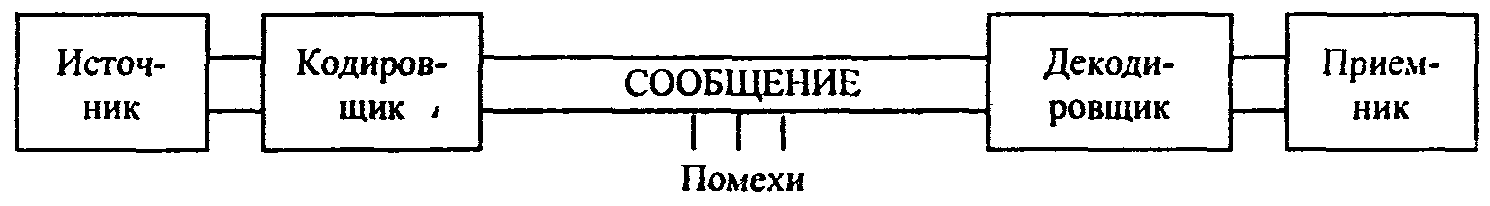 Источ-
ник
Кодиров-
щик
СООБЩЕНИЕ
Помехи
Декоди-
ровщик
Прием-
ник